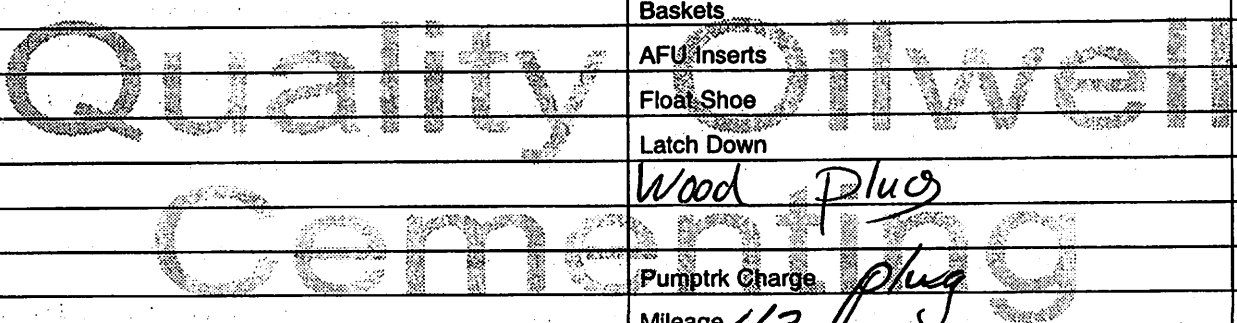 Baskets
Quality Oilwell
AFU Inserts
Float Shoe
Latch Down
Wood plug
Cementing
Pumptrk Charge plug
Mileage